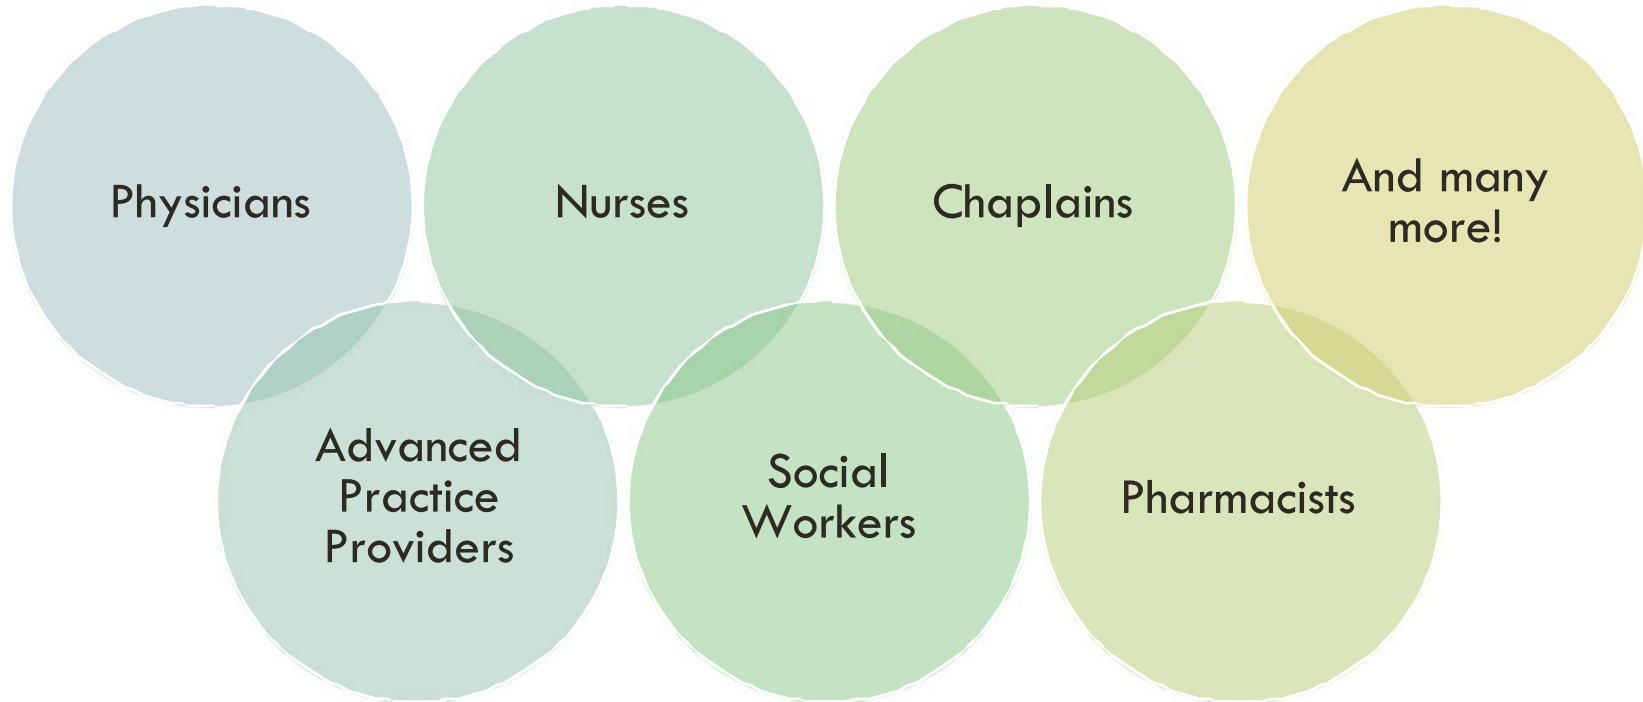 Physicians
Advanced
Practice
Providers
Nurses
Social
Workers
Chaplains
Pharmacists
And many
more!